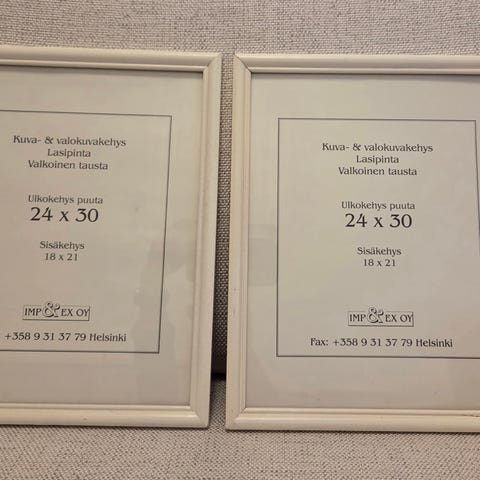 Kuva- & valokuvakehys
Lasipinta
Valkoinen tausta
Ulkokehys puuta
24 x 30
Sisäkehys
18 x 21
IMP & EX OY
+358 9 31 37 79 Helsinki
Kuva- & valokuvakehys
Lasipinta
Valkoinen tausta
Ulkokehys puuta
24 x 30
Sisäkehys
18 x 21
IMP & EX OY
Fax: +358 9 31 37 79 Helsinki